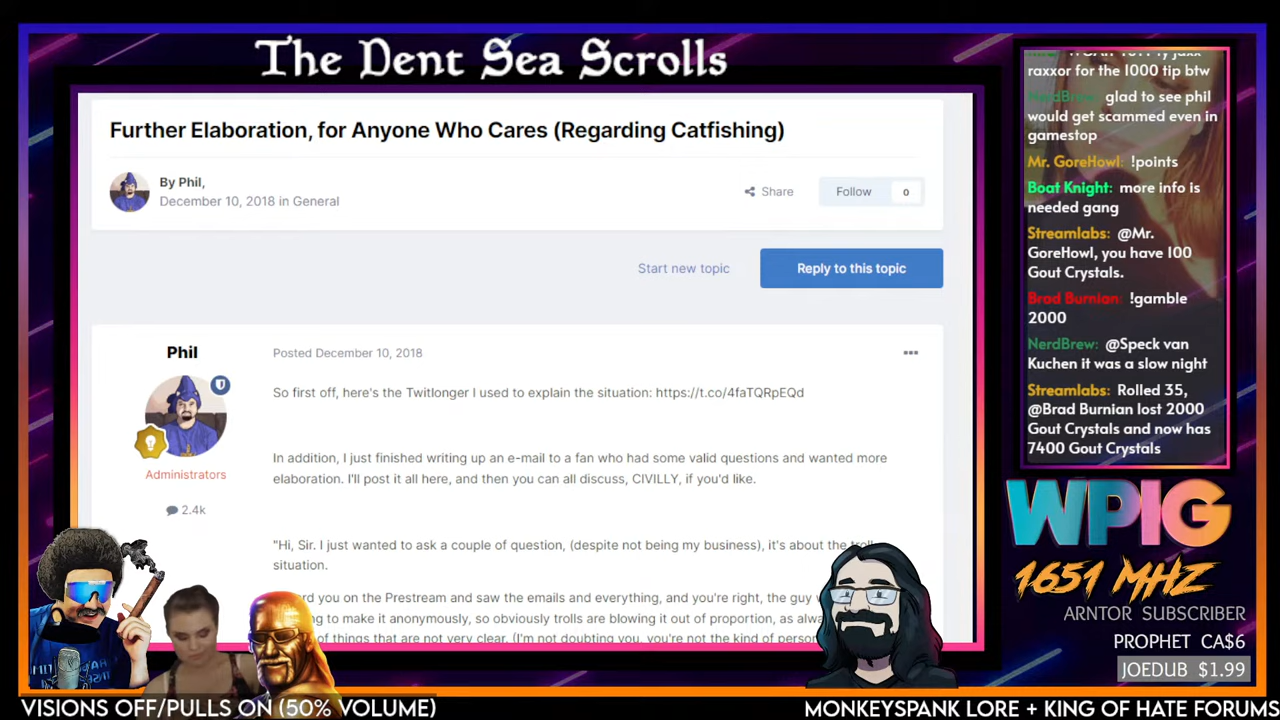 The Dent Sea Scrolls
Further Elaboration, for Anyone Who Cares (Regarding Catfishing)
By Phil,
December 10, 2018 in General
Share
Follow
0
Start new topic
Reply to this topic
Phil
Administrators
2.4k
Posted December 10, 2018
So first off, here's the Twitlonger I used to explain the situation: https://t.co/4faTQRpEQd
In addition, I just finished writing up an e-mail to a fan who had some valid questions and wanted more
elaboration. I'll post it all here, and then you can all discuss, CIVILLY, if you'd like.
"Hi, Sir. I just wanted to ask a couple of question, (despite not being my business), it's about the troll
situation.
you on the Prestream and saw the emails and everything, and you're right, the guy
to make it anonymously, so obviously trolls are blowing it out of proportion, as
of things that are not very clear. (I'm not doubting you, you're not the kind of
raxxor for the 1000 tip btw
NerdBrew: glad to see phil
would get scammed even in
gamestop
Mr. GoreHowl: !points
Boat Knight: more info is
needed gang
Streamlabs: @Mr.
GoreHowl, you have 100
Gout Crystals.
Brad Burnian: !gamble
2000
NerdBrew: @Speck van
Kuchen it was a slow night
Streamlabs: Rolled 35,
@Brad Burnian lost 2000
Gout Crystals and now has
7400 Gout Crystals
WPIG
1651 MHZ
ARNTOR SUBSCRIBER
PROPHET CA$6
JOEDUB $1.99
VISIONS OFF/PULLS ON (50% VOLUME)
MONKEYSPANK LORE + KING OF HATE FORUMS